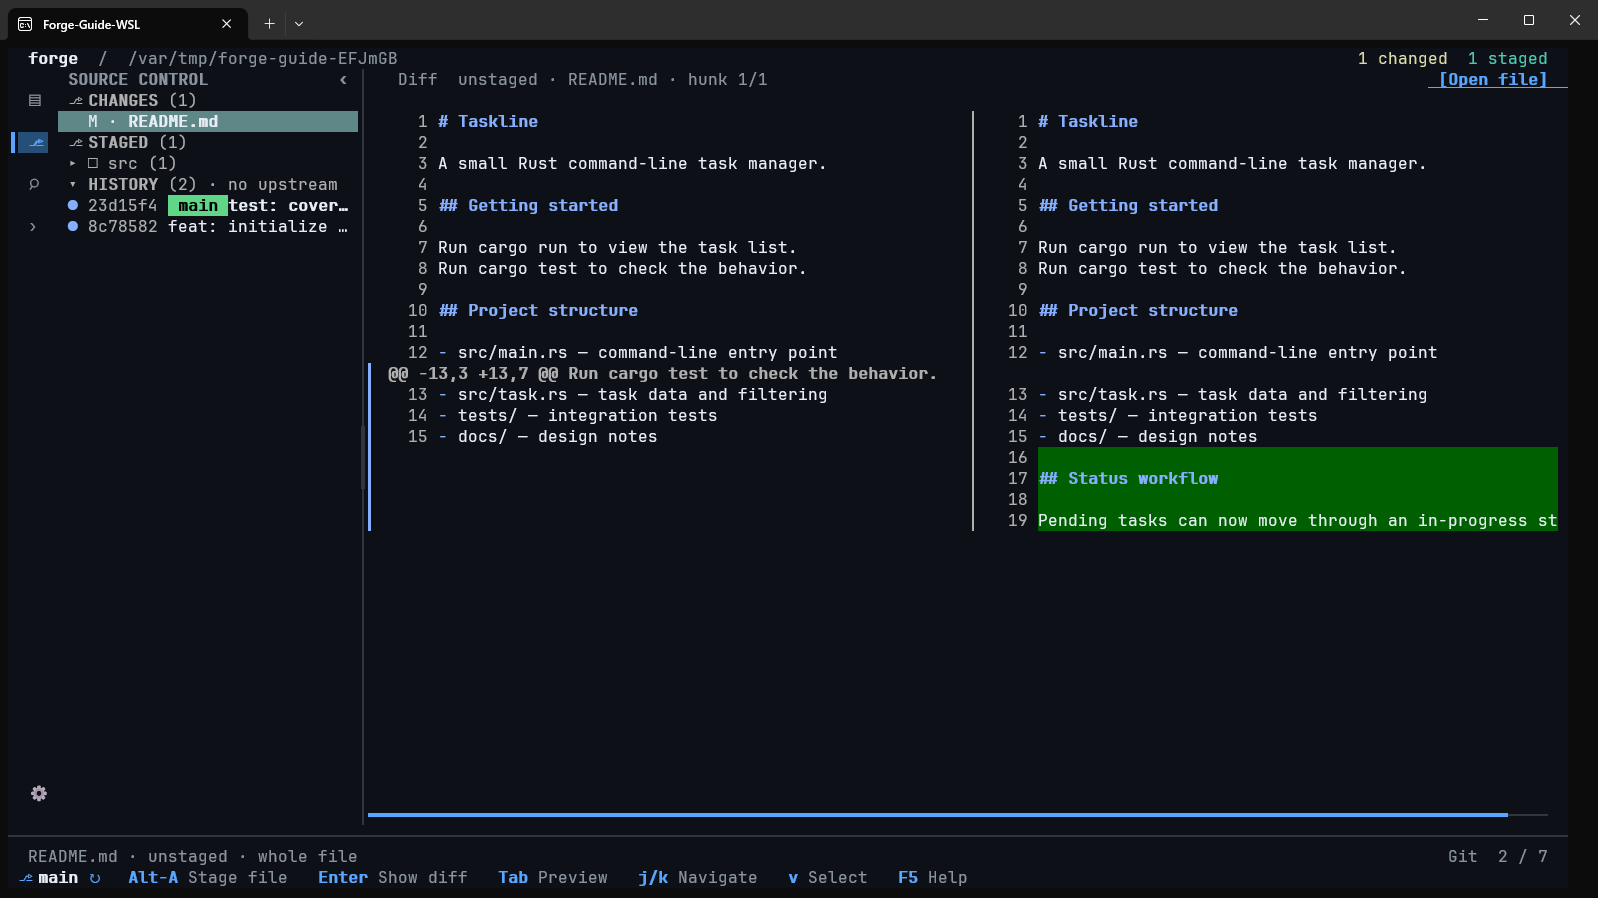 Forge-Guide-WSL
forge / /var/tmp/forge-guide-EFJmGB 1 changed 1 staged
SOURCE CONTROL ‹ Diff unstaged · README.md · hunk 1/1 [Open file]
CHANGES (1)
M · README.md
STAGED (1)
▸ □ src (1)
▾ HISTORY (2) · no upstream
● 23d15f4 main test: cover…
● 8c78582 feat: initialize …
1 # Taskline
2
3 A small Rust command-line task manager.
4
5 ## Getting started
6
7 Run cargo run to view the task list.
8 Run cargo test to check the behavior.
9
10 ## Project structure
11
12 - src/main.rs — command-line entry point
@@ -13,3 +13,7 @@ Run cargo test to check the behavior.
13 - src/task.rs — task data and filtering
14 - tests/ — integration tests
15 - docs/ — design notes
1 # Taskline
2
3 A small Rust command-line task manager.
4
5 ## Getting started
6
7 Run cargo run to view the task list.
8 Run cargo test to check the behavior.
9
10 ## Project structure
11
12 - src/main.rs — command-line entry point
13 - src/task.rs — task data and filtering
14 - tests/ — integration tests
15 - docs/ — design notes
16
17 ## Status workflow
18
19 Pending tasks can now move through an in-progress st
README.md · unstaged · whole file Git 2 / 7
main ↻ Alt-A Stage file Enter Show diff Tab Preview j/k Navigate v Select F5 Help